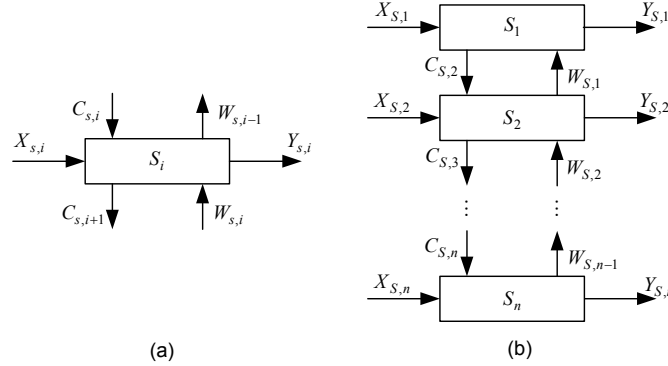 C_{s,i}
W_{s,i-1}
X_{s,i}
S_i
Y_{s,i}
C_{s,i+1}
W_{s,i}
(a)
X_{S,1}
S_1
Y_{S,1}
C_{S,2}
W_{S,1}
X_{S,2}
S_2
Y_{S,2}
C_{S,3}
W_{S,2}
⋮ ⋮
C_{S,n}
W_{S,n-1}
X_{S,n}
S_n
Y_{S,
(b)